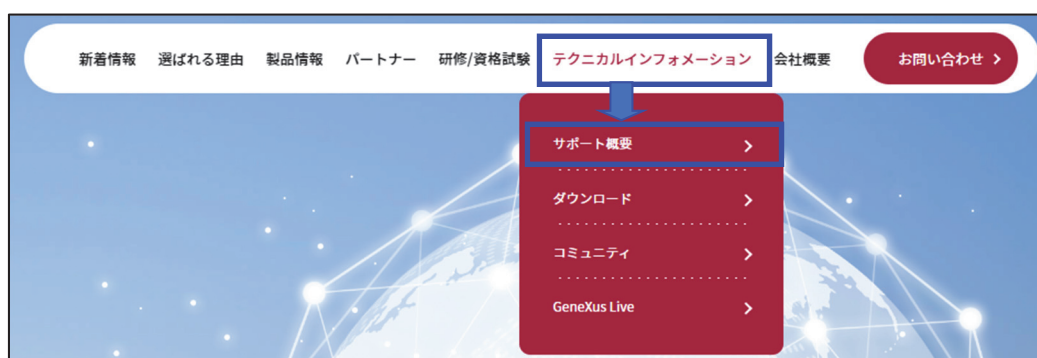 新着情報 選ばれる理由 製品情報 パートナー 研修/資格試験 テクニカルインフォメーション 会社概要 お問い合わせ
サポート概要
ダウンロード
コミュニティ
GeneXus Live